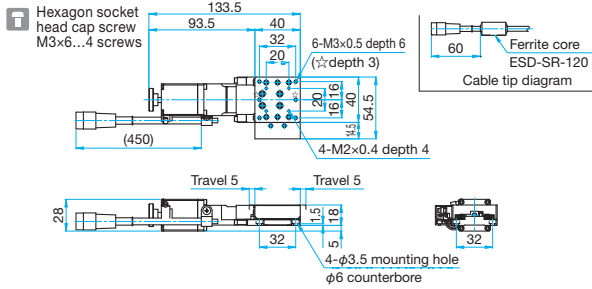 Hexagon socket
head cap screw
M3×6...4 screws
133.5
93.5
40
32
20
6-M3×0.5 depth 6
(☆depth 3)
20
16
16
40
54.5
14.5
(450)
4-M2×0.4 depth 4
60
Ferrite core
ESD-SR-120
Cable tip diagram
Travel 5
Travel 5
28
1.5
18
5
32
4-φ3.5 mounting hole
φ6 counterbore
32